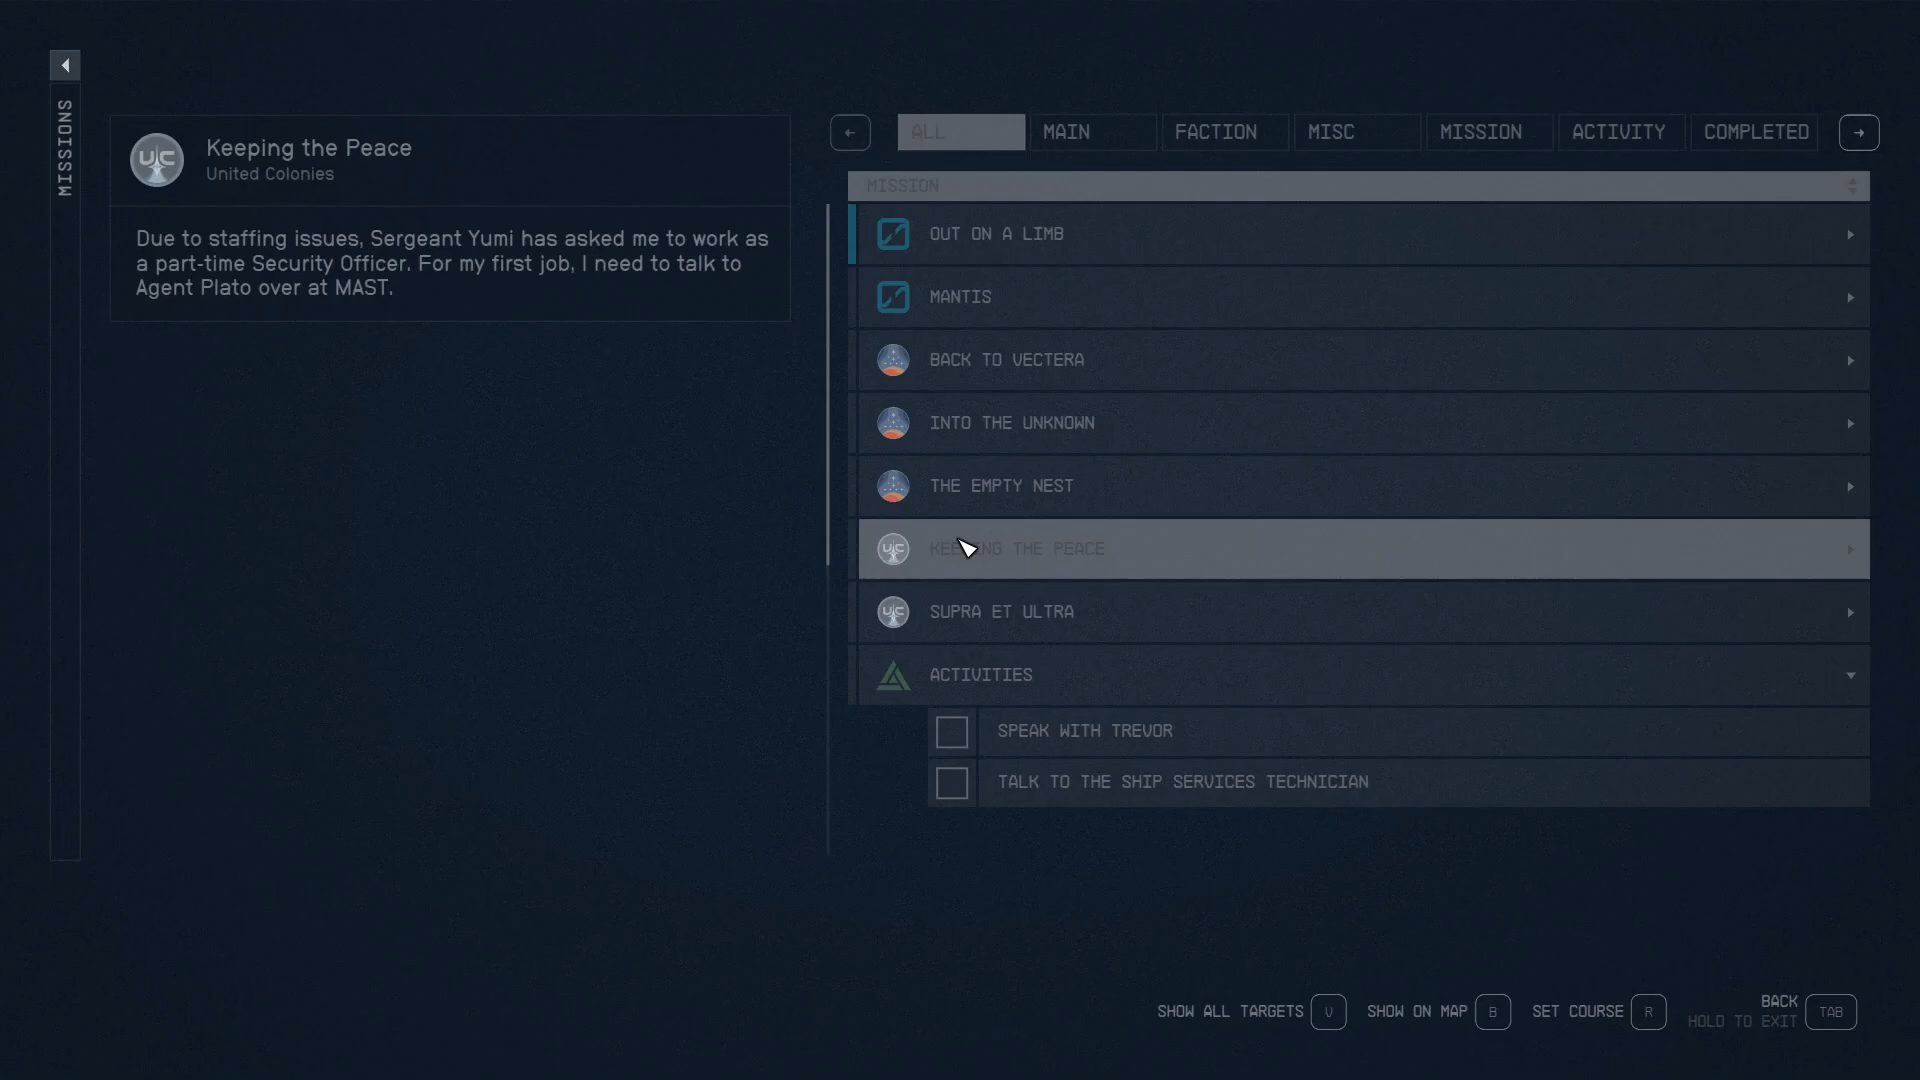 MISSIONS
Keeping the Peace
United Colonies
Due to staffing issues, Sergeant Yumi has asked me to work as
a part-time Security Officer. For my first job, I need to talk to
Agent Plato over at MAST.
ALL MAIN FACTION MISC MISSION ACTIVITY COMPLETED
MISSION
OUT ON A LIMB
MANTIS
BACK TO VECTERA
INTO THE UNKNOWN
THE EMPTY NEST
UC KEEPING THE PEACE
UC SUPRA ET ULTRA
ACTIVITIES
SPEAK WITH TREVOR
TALK TO THE SHIP SERVICES TECHNICIAN
SHOW ALL TARGETS V SHOW ON MAP B SET COURSE R BACK TAB
HOLD TO EXIT